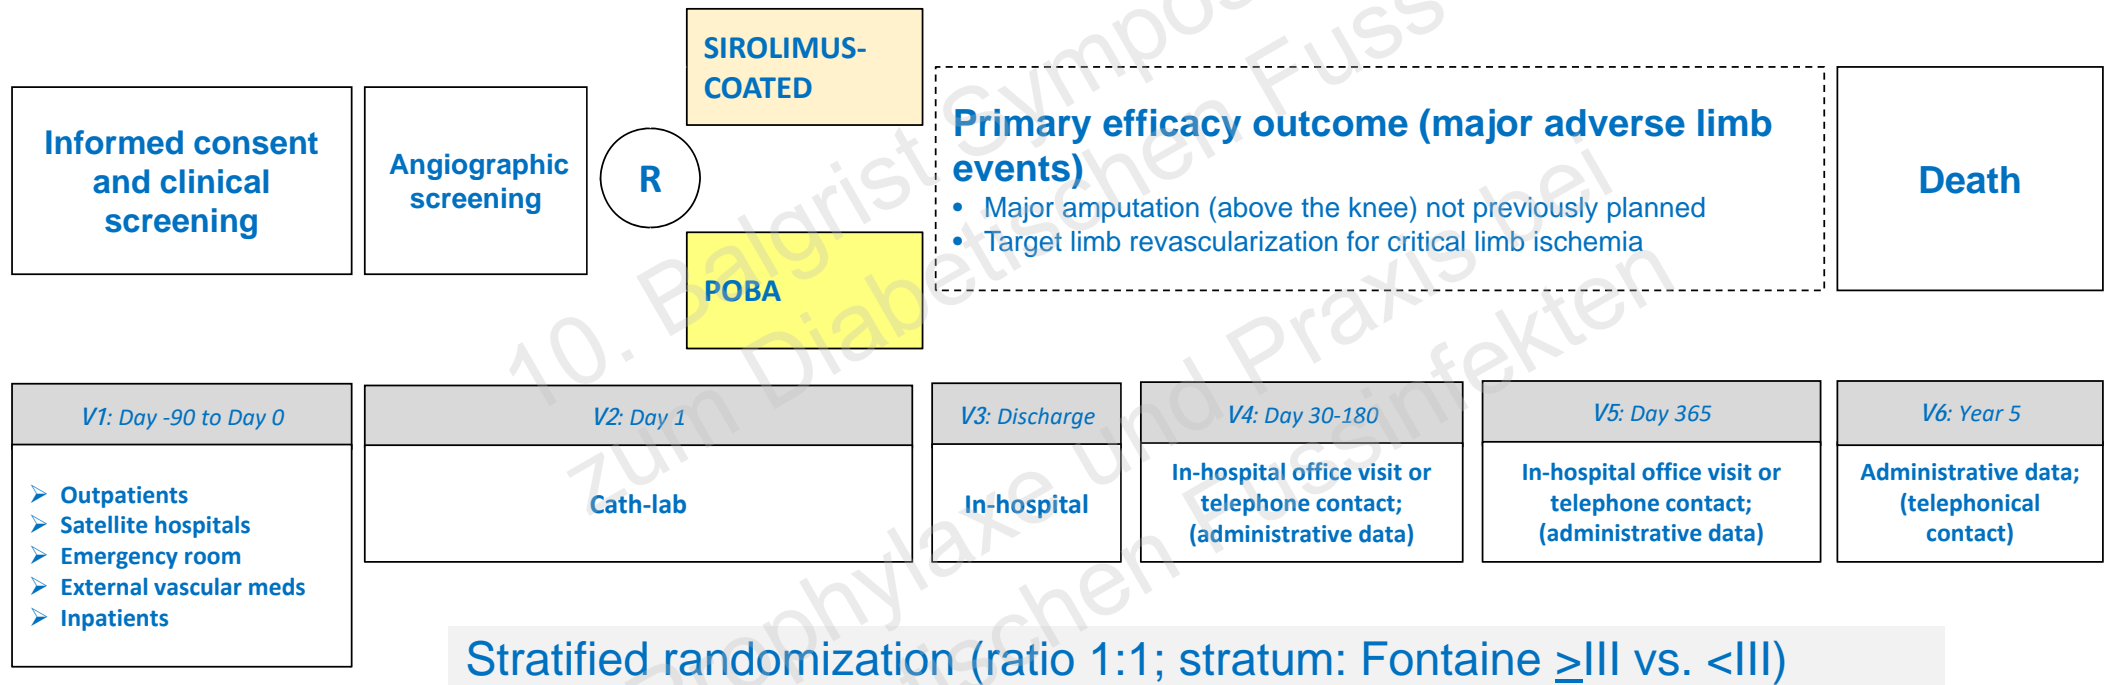 Informed consent
and clinical
screening
Angiographic
screening
R
SIROLIMUS-
COATED
POBA
Primary efficacy outcome (major adverse limb
events)
• Major amputation (above the knee) not previously planned
• Target limb revascularization for critical limb ischemia
Death
V1: Day -90 to Day 0
➢ Outpatients
➢ Satellite hospitals
➢ Emergency room
➢ External vascular meds
➢ Inpatients
V2: Day 1
Cath-lab
V3: Discharge
In-hospital
V4: Day 30-180
In-hospital office visit or
telephone contact;
(administrative data)
V5: Day 365
In-hospital office visit or
telephone contact;
(administrative data)
V6: Year 5
Administrative data;
(telephonical
contact)
Stratified randomization (ratio 1:1; stratum: Fontaine ≥III vs. <III)
10. Balgrist Sympos
zum Diabetischen Fuss
Prophylaxe und Praxis bei
tischen Fussinfekten